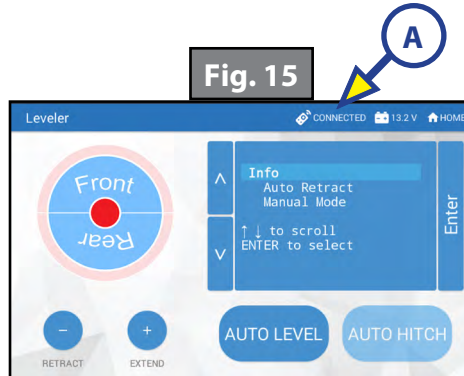 A
Fig. 15
Leveler
CONNECTED 13.2 V HOME
Front
Rear
^
Info
Auto Retract
Manual Mode
↑ ↓ to scroll
ENTER to select
v
Enter
−
RETRACT
+
EXTEND
AUTO LEVEL
AUTO HITCH